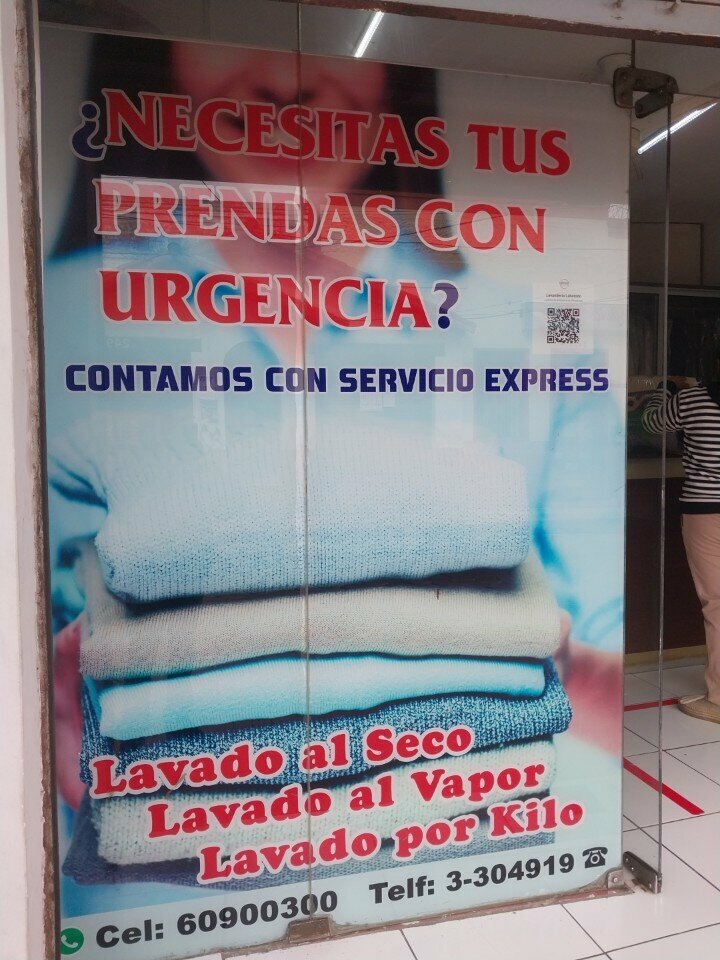 ¿NECESITAS TUS
PRENDAS CON
URGENCIA?
CONTAMOS CON SERVICIO EXPRESS
Lavado al Seco
Lavado al Vapor
Lavado por Kilo
Cel: 60900300
Telf: 3-304919